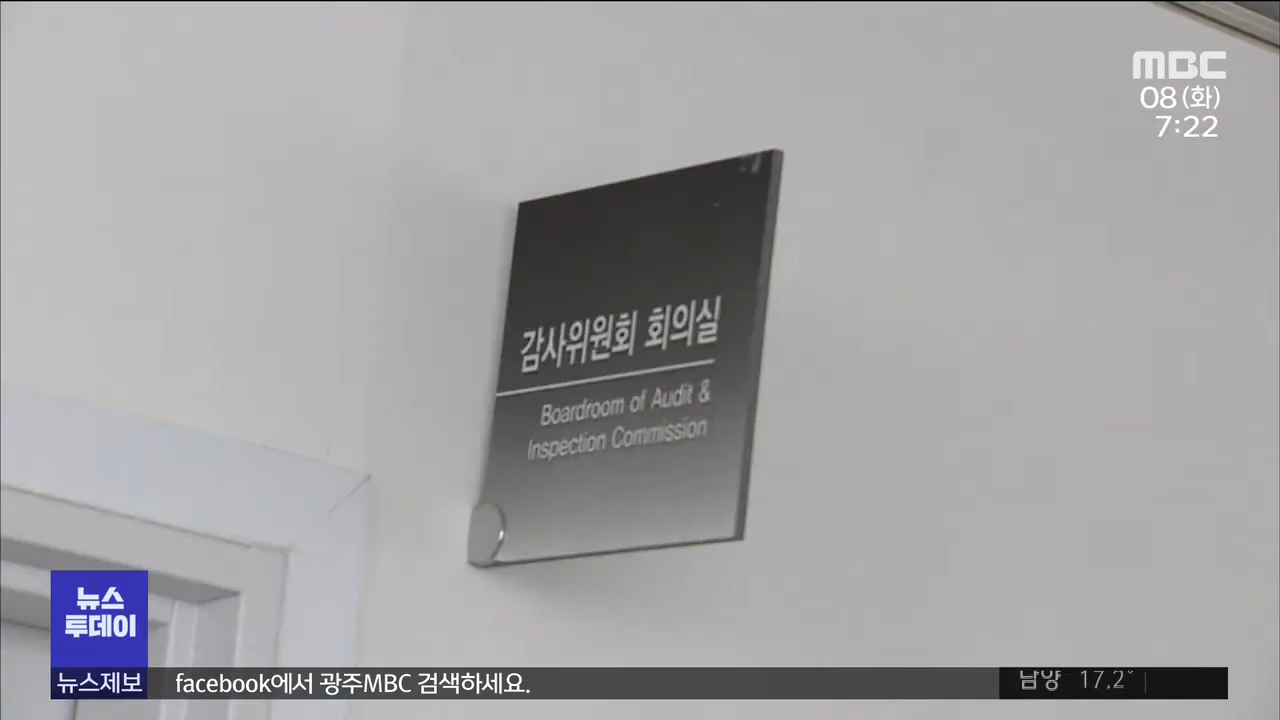 MBC
08(화)
7:22
감사위원회 회의실
Boardroom of Audit &
Inspection Commission
뉴스
투데이
뉴스제보 facebook에서 광주MBC 검색하세요.
남양 17.2°